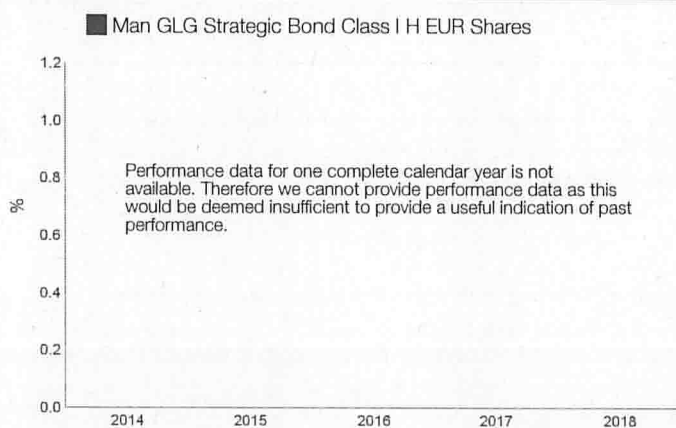 Man GLG Strategic Bond Class I H EUR Shares
1.2
1.0
0.8
0.6
0.4
0.2
0.0
%
Performance data for one complete calendar year is not
available. Therefore we cannot provide performance data as this
would be deemed insufficient to provide a useful indication of past
performance.
2014 2015 2016 2017 2018